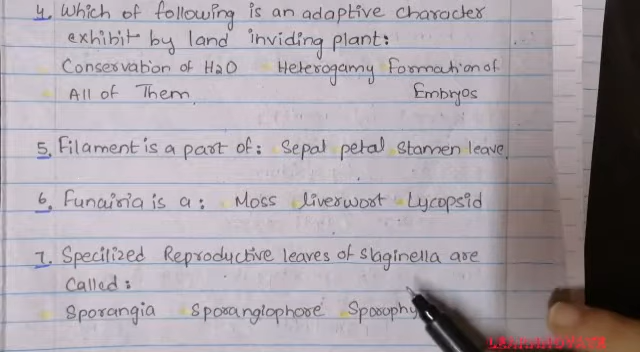 4. Which of following is an adaptive character
exhibit by land inviding plant:
Conservation of H2O Heterogamy Formation of
All of Them Embryos
5. Filament is a part of: Sepal petal Stamen leave
6. Funairia is a: Moss liverwort Lycopsid
7. Specilized Reproductive leaves of Slaginella are
Called:
Sporangia Sporangiophore